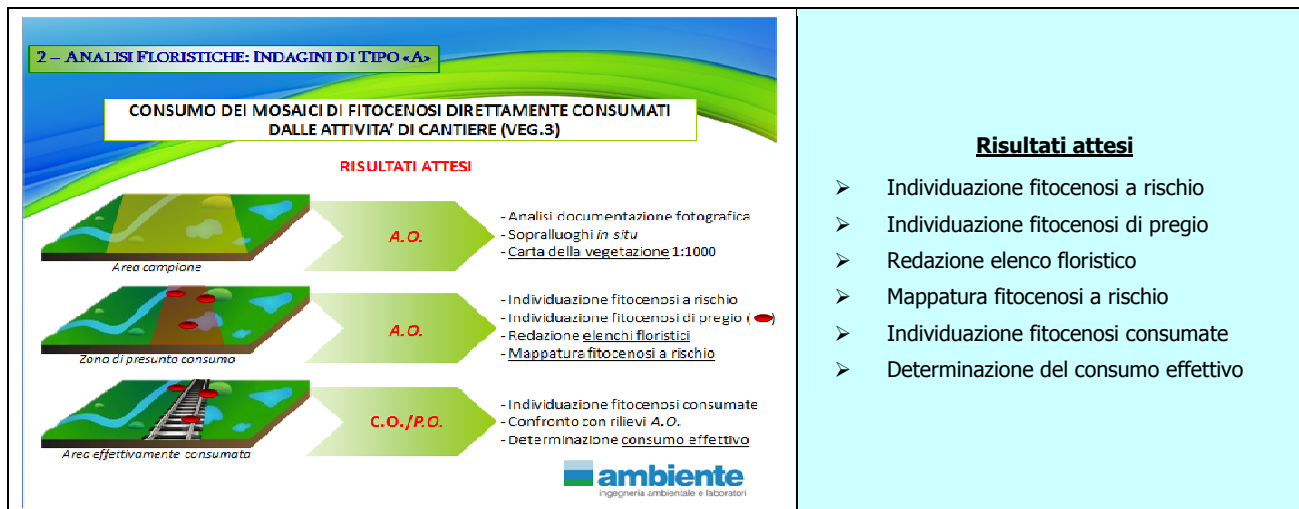 2 – ANALISI FLORISTICHE: INDAGINI DI TIPO «A»
CONSUMO DEI MOSAICI DI FITOCENOSI DIRETTAMENTE CONSUMATI
DALLE ATTIVITA' DI CANTIERE (VEG.3)
RISULTATI ATTESI
Area campione
A.O.
- Analisi documentazione fotografica
- Sopralluoghi in situ
- Carta della vegetazione 1:1000
Zona di presunto consumo
A.O.
- Individuazione fitocenosi a rischio
- Individuazione fitocenosi di pregio ( )
- Redazione elenchi floristici
- Mappatura fitocenosi a rischio
Area effettivamente consumata
C.O./P.O.
- Individuazione fitocenosi consumate
- Confronto con rilievi A.O.
- Determinazione consumo effettivo
ambiente
ingegneria ambientale e laboratori
Risultati attesi
➢ Individuazione fitocenosi a rischio
➢ Individuazione fitocenosi di pregio
➢ Redazione elenco floristico
➢ Mappatura fitocenosi a rischio
➢ Individuazione fitocenosi consumate
➢ Determinazione del consumo effettivo